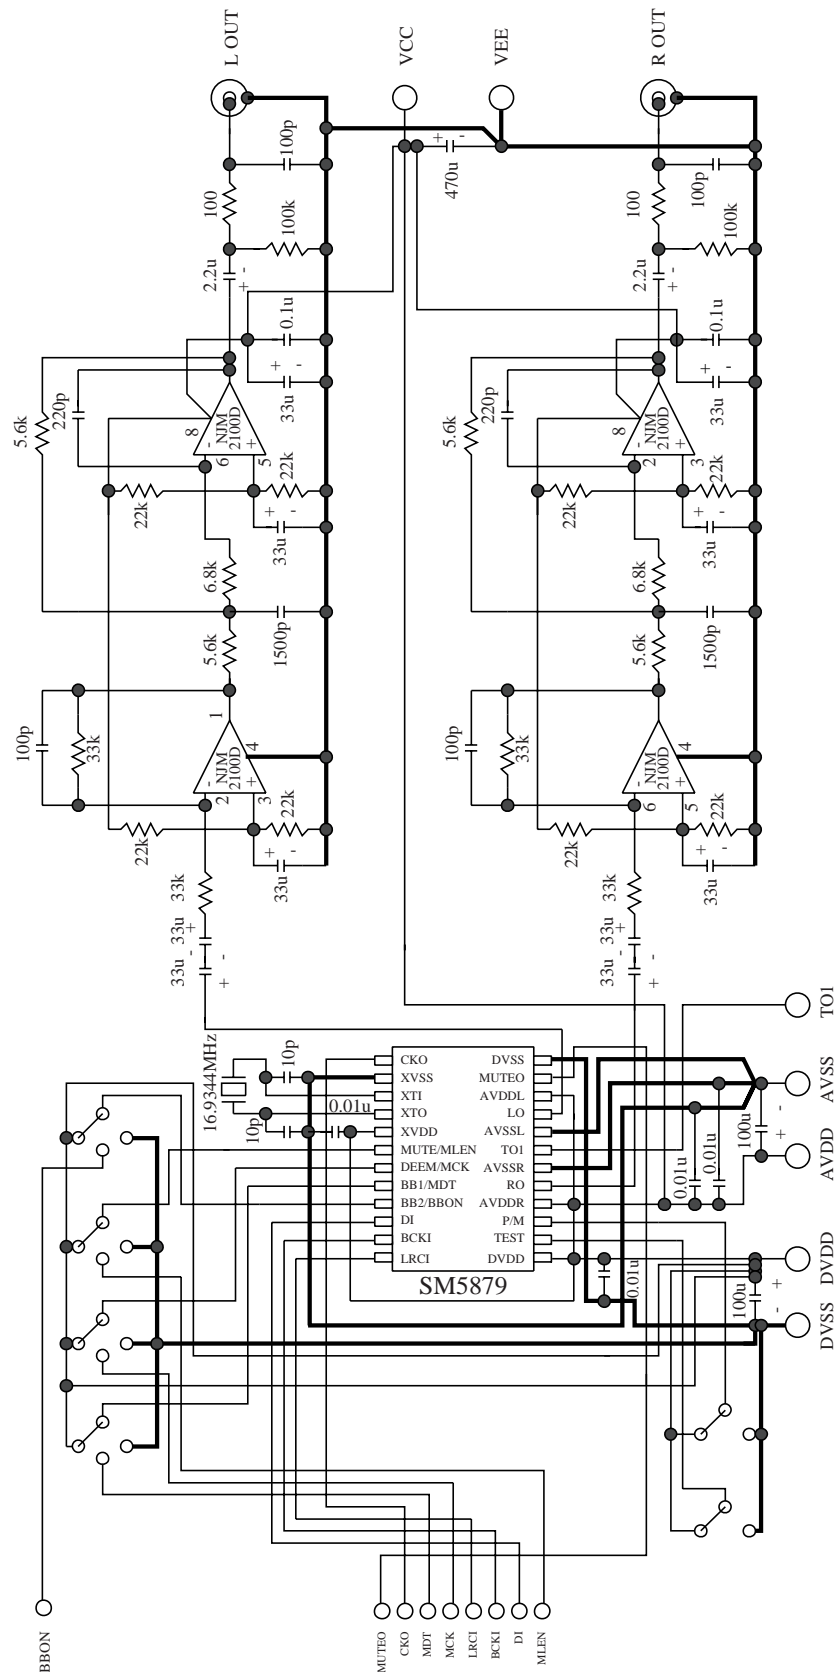 L OUT
VCC
VEE
R OUT
100p
100
100k
2.2u
+
-
470u
+
-
100p
100
100k
2.2u
+
-
0.1u
+
-
33u
5.6k
220p
8
NJM
2100D
-
+
6
5
22k
22k
+
-
33u
6.8k
1500p
5.6k
0.1u
+
-
33u
5.6k
220p
8
NJM
2100D
-
+
2
3
22k
22k
+
-
33u
6.8k
1500p
5.6k
100p
33k
1
4
NJM
2100D
-
+
2
3
22k
22k
+
-
33u
33k
33u
+
-
33u
-
+
100p
33k
4
NJM
2100D
-
+
6
5
22k
22k
+
-
33u
33k
33u
+
-
33u
-
+
TO1
AVSS
AVDD
DVDD
DVSS
16.9344MHz
10p
10p
0.01u
CKO
XVSS
XTI
XTO
XVDD
MUTE/MLEN
DEEM/MCK
BB1/MDT
BB2/BBON
DI
BCKI
LRCI
DVSS
MUTEO
AVDDL
LO
AVSSL
TO1
AVSSR
RO
AVDDR
P/M
TEST
DVDD
SM5879
0.01u
0.01u
100u
-
+
0.01u
100u
+
-
BBON
MUTEO
CKO
MDT
MCK
LRCI
BCKI
DI
MLEN